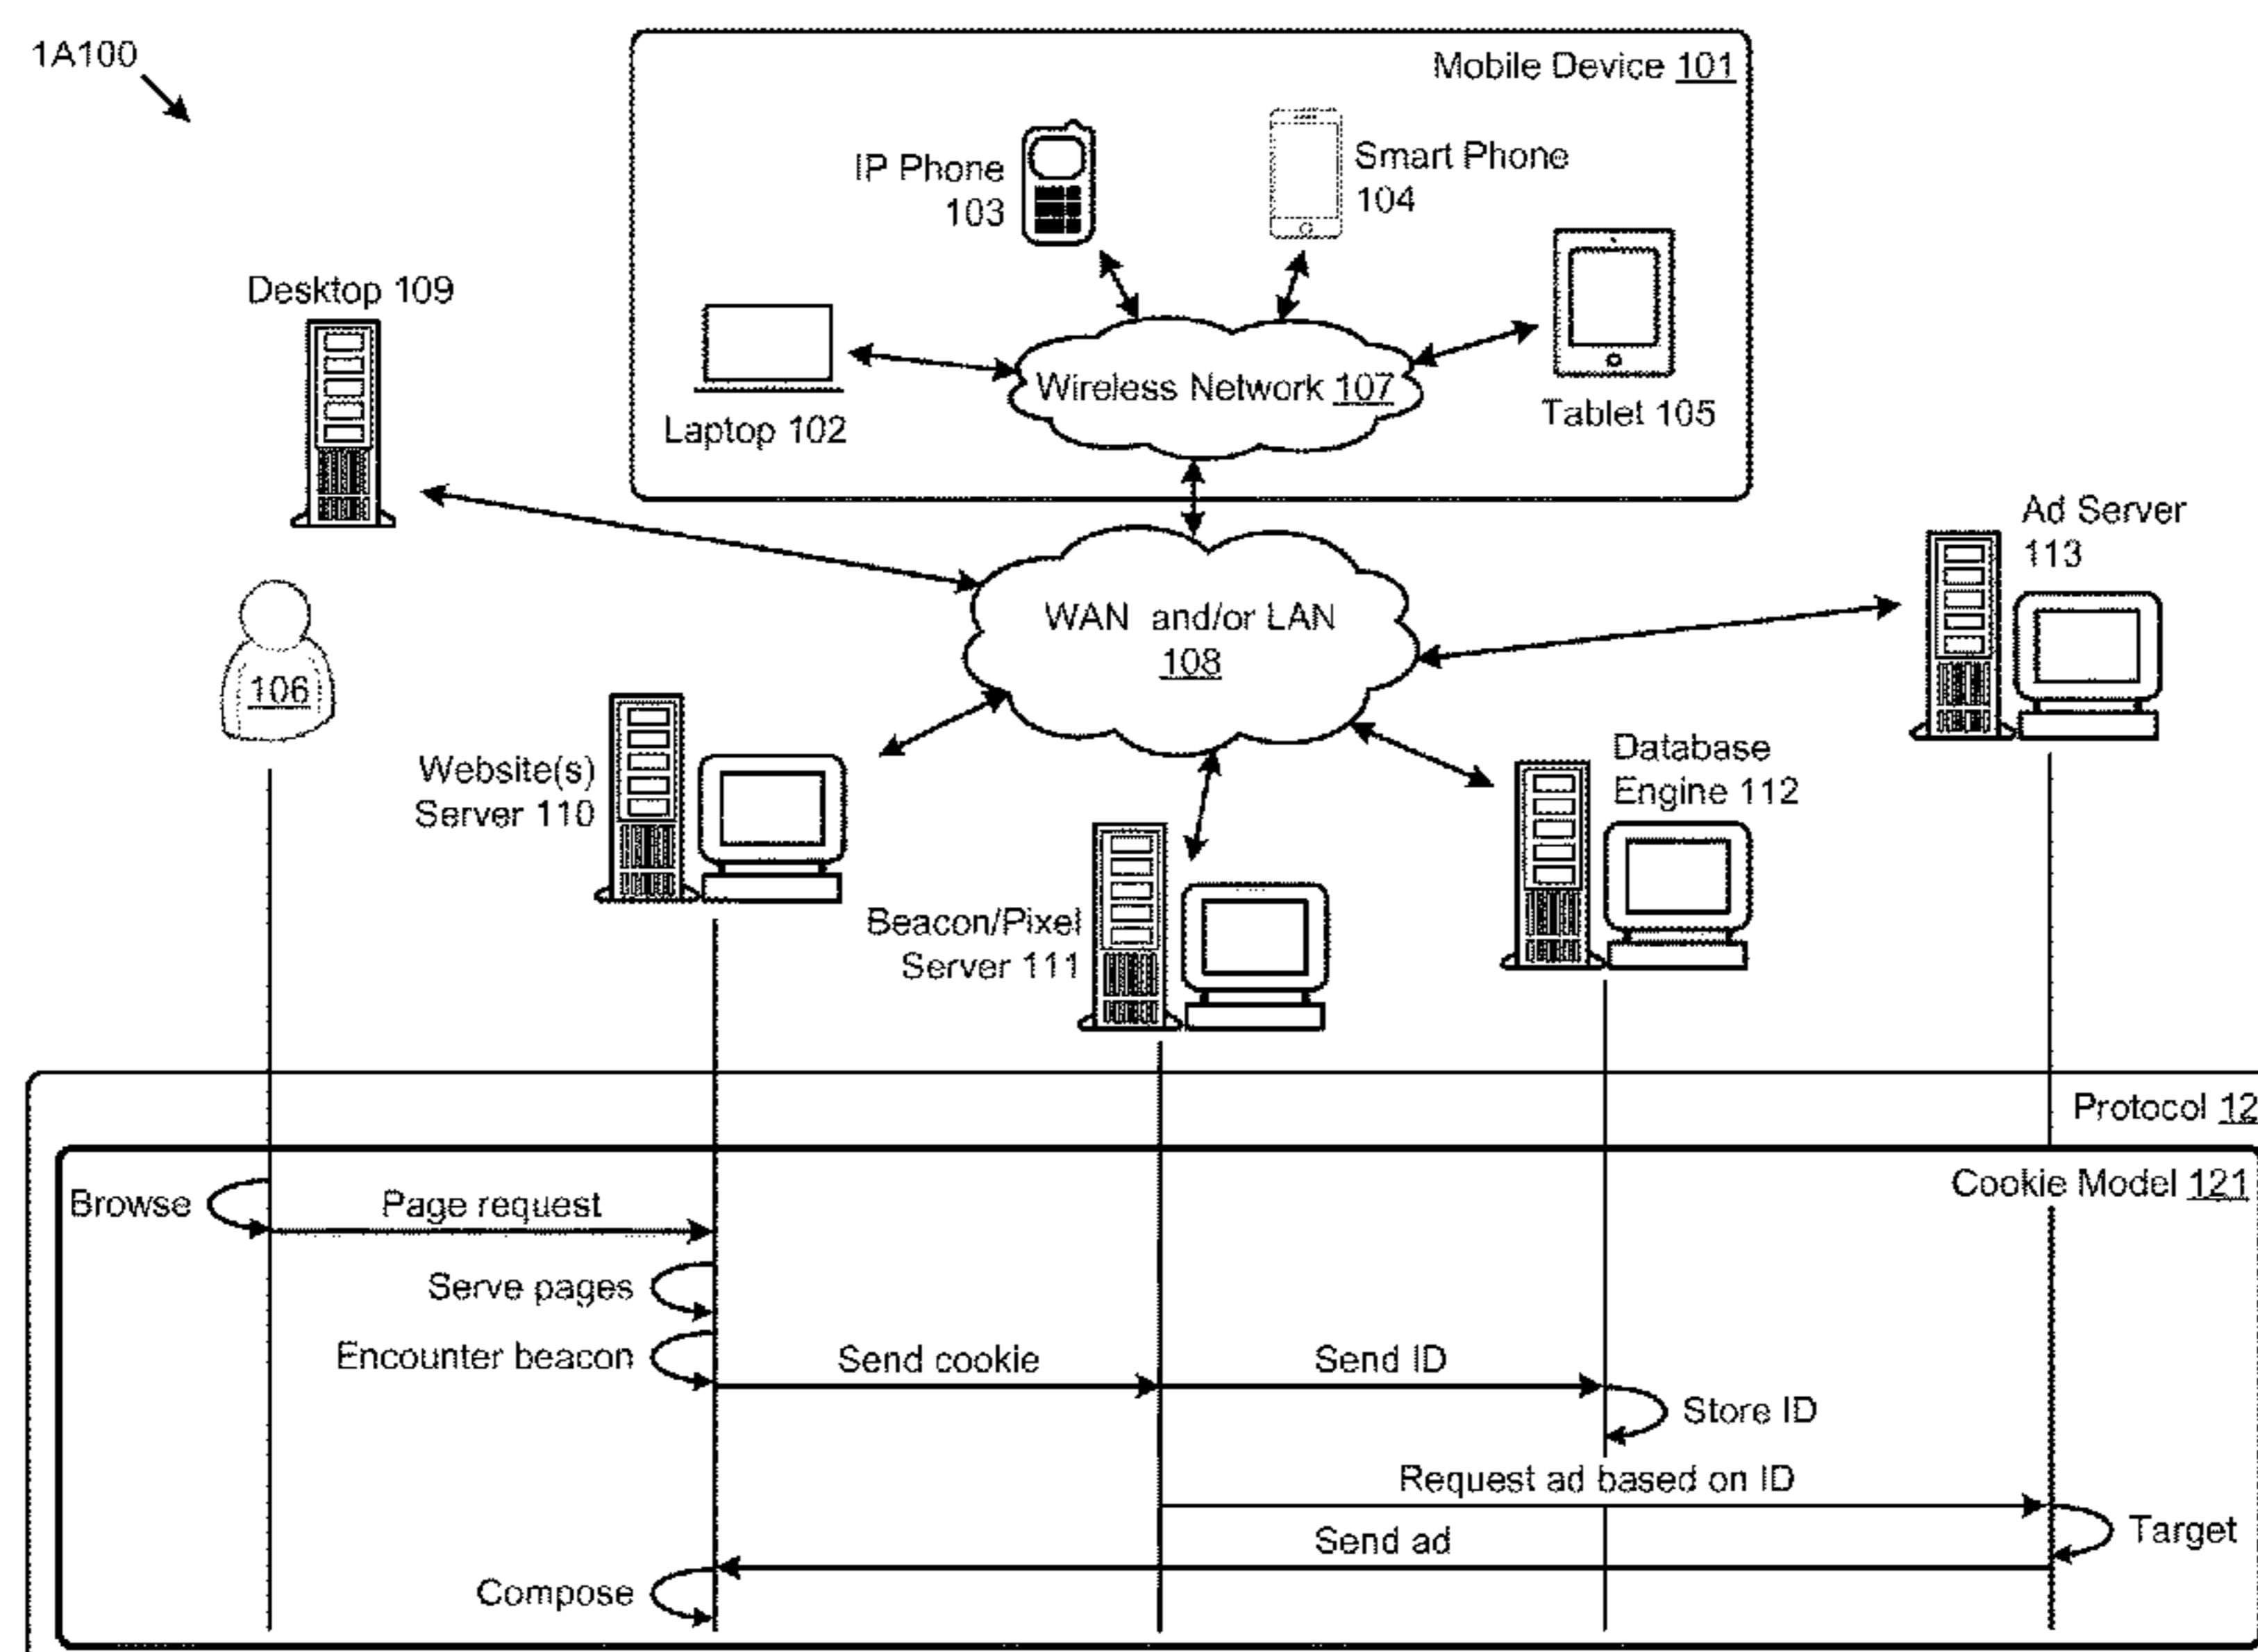 1A100
Mobile Device 101
IP Phone
103
Smart Phone
104
Desktop 109
Wireless Network 107
Laptop 102
Tablet 105
Ad Server
113
WAN and/or LAN
108
106
Website(s)
Server 110
Database
Engine 112
Beacon/Pixel
Server 111
Protocol 12
Cookie Model 121
Browse
Page request
Serve pages
Encounter beacon
Send cookie
Send ID
Store ID
Request ad based on ID
Target
Send ad
Compose